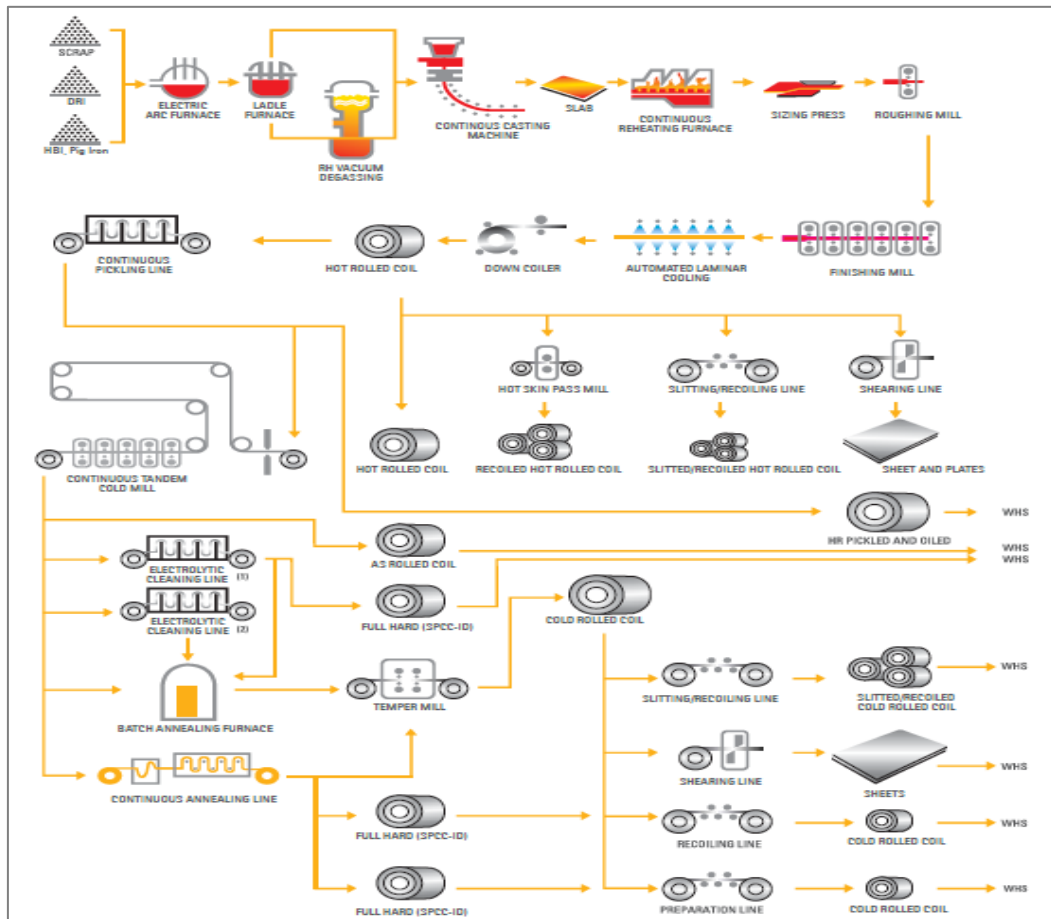 SCRAP
DRI
HBI, Pig Iron
ELECTRIC
ARC FURNACE
LADLE
FURNACE
RH VACUUM
DEGASSING
CONTINOUS CASTING
MACHINE
SLAB
CONTINUOUS
REHEATING FURNACE
SIZING PRESS
ROUGHING MILL
CONTINUOUS
PICKLING LINE
HOT ROLLED COIL
DOWN COILER
AUTOMATED LAMINAR
COOLING
FINISHING MILL
HOT SKIN PASS MILL
SLITTING/RECOILING LINE
SHEARING LINE
CONTINUOUS TANDEM
COLD MILL
HOT ROLLED COIL
RECOILED HOT ROLLED COIL
SLITTED/RECOILED HOT ROLLED COIL
SHEET AND PLATES
HR PICKLED AND OILED
WHS
AS ROLLED COIL
WHS
WHS
ELECTROLYTIC
CLEANING LINE (1)
ELECTROLYTIC
CLEANING LINE (2)
FULL HARD (SPCC-ID)
COLD ROLLED COIL
BATCH ANNEALING FURNACE
TEMPER MILL
SLITTING/RECOILING LINE
SLITTED/RECOILED
COLD ROLLED COIL
WHS
CONTINUOUS ANNEALING LINE
SHEARING LINE
SHEETS
WHS
FULL HARD (SPCC-ID)
RECOILING LINE
COLD ROLLED COIL
WHS
FULL HARD (SPCC-ID)
PREPARATION LINE
COLD ROLLED COIL
WHS